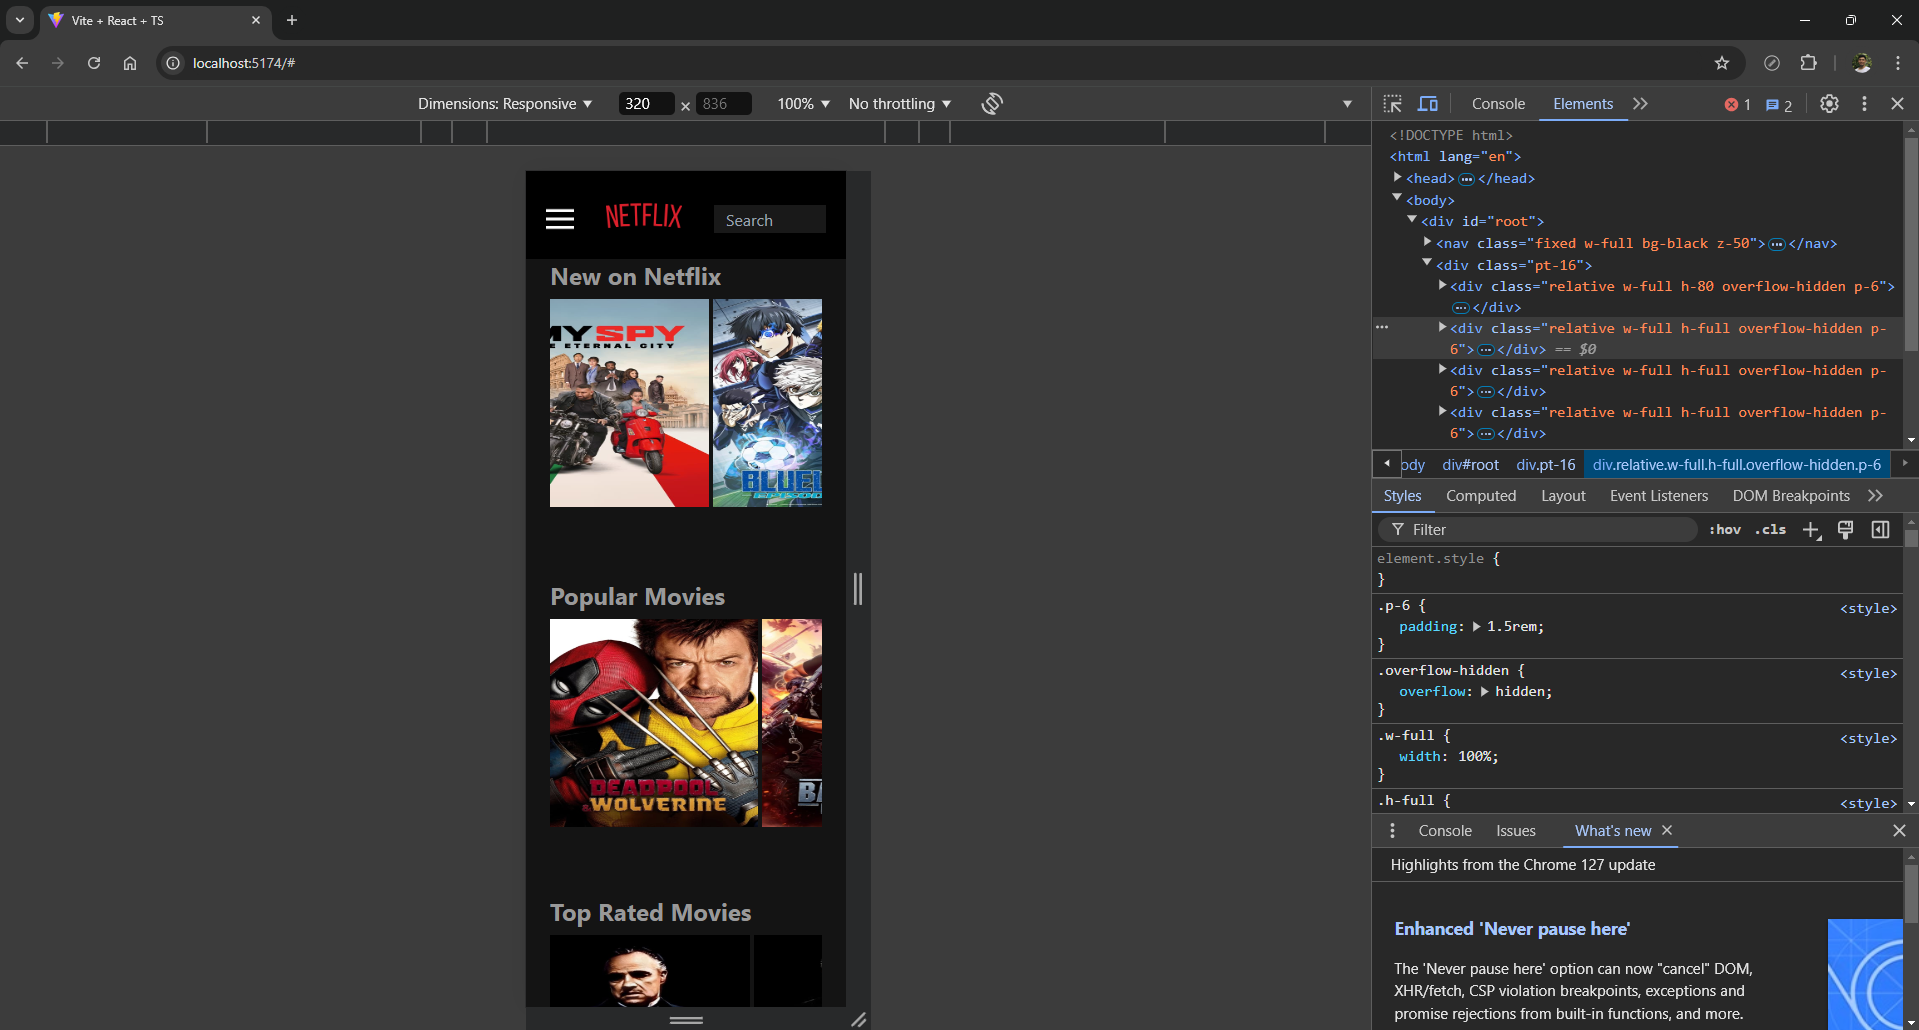 Vite + React + TS
localhost:5174/#
Dimensions: Responsive
320 × 836
100%
No throttling
Console
Elements
1
2
NETFLIX
Search
New on Netflix
MY SPY
THE ETERNAL CITY
Popular Movies
DEADPOOL
& WOLVERINE
Top Rated Movies
<!DOCTYPE html>
<html lang="en">
<head>…</head>
<body>
<div id="root">
<nav class="fixed w-full bg-black z-50">…</nav>
<div class="pt-16">
<div class="relative w-full h-80 overflow-hidden p-6">
…</div>
<div class="relative w-full h-full overflow-hidden p-
6">…</div> == $0
<div class="relative w-full h-full overflow-hidden p-
6">…</div>
<div class="relative w-full h-full overflow-hidden p-
6">…</div>
ody div#root div.pt-16 div.relative.w-full.h-full.overflow-hidden.p-6
Styles Computed Layout Event Listeners DOM Breakpoints
Filter :hov .cls
element.style {
}
.p-6 { <style>
padding: 1.5rem;
}
.overflow-hidden { <style>
overflow: hidden;
}
.w-full { <style>
width: 100%;
}
.h-full { <style>
Console Issues What's new
Highlights from the Chrome 127 update
Enhanced 'Never pause here'
The 'Never pause here' option can now "cancel" DOM,
XHR/fetch, CSP violation breakpoints, exceptions and
promise rejections from built-in functions, and more.